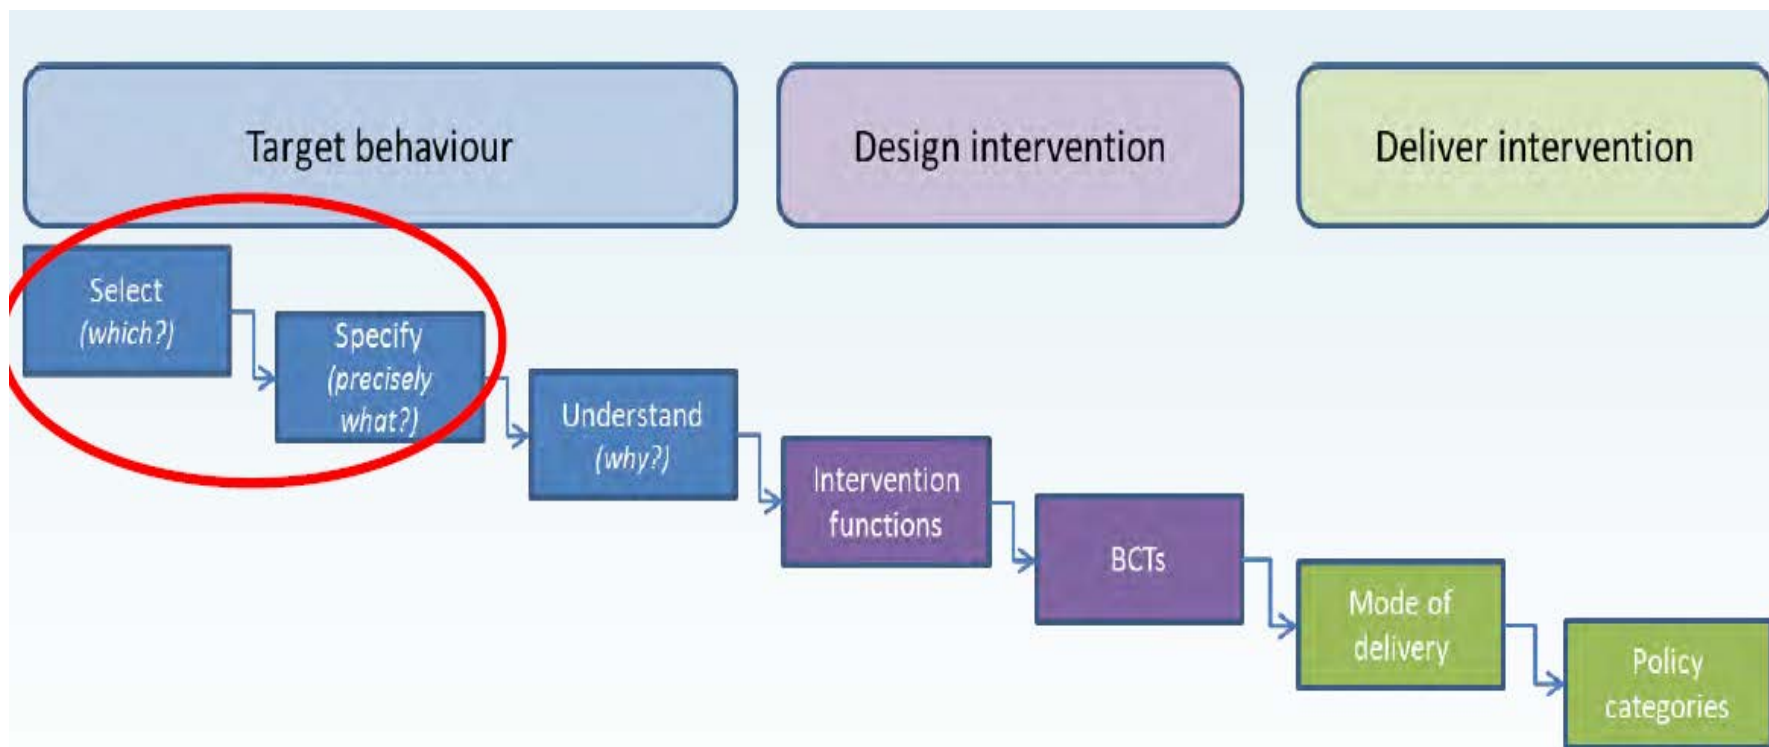 Target behaviour
Design intervention
Deliver intervention
Select
(which?)
Specify
(precisely
what?)
Understand
(why?)
Intervention
functions
BCTs
Mode of
delivery
Policy
categories